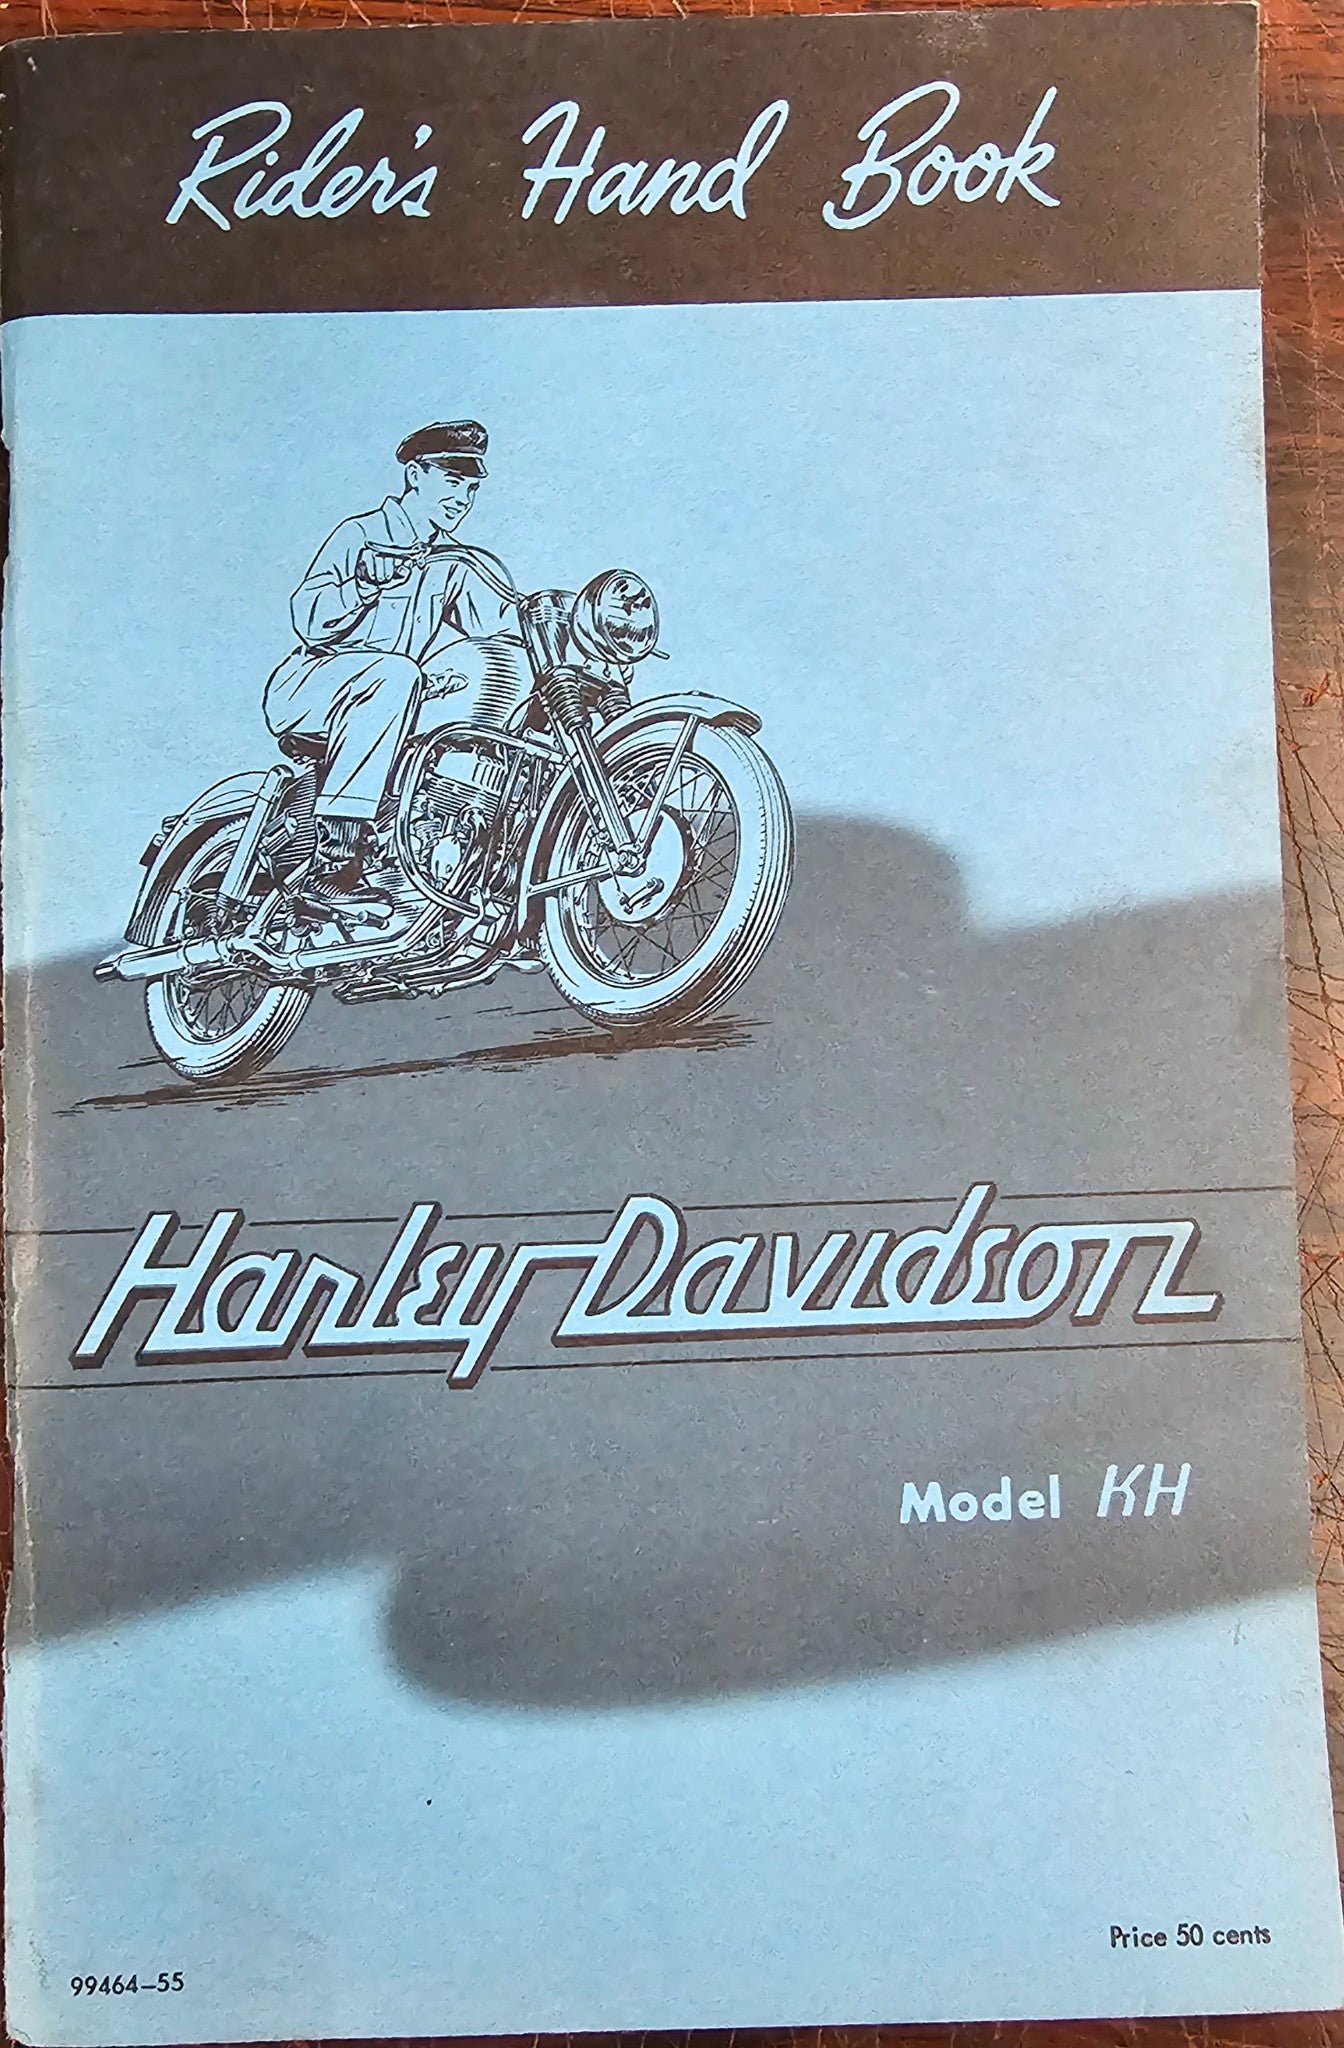 Rider's Hand Book
Harley-Davidson
Model KH
Price 50 cents
99464-55